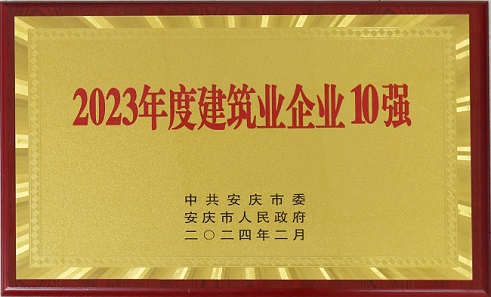 2023年度建筑业企业10强
中共安庆市委
安庆市人民政府
二〇二四年二月